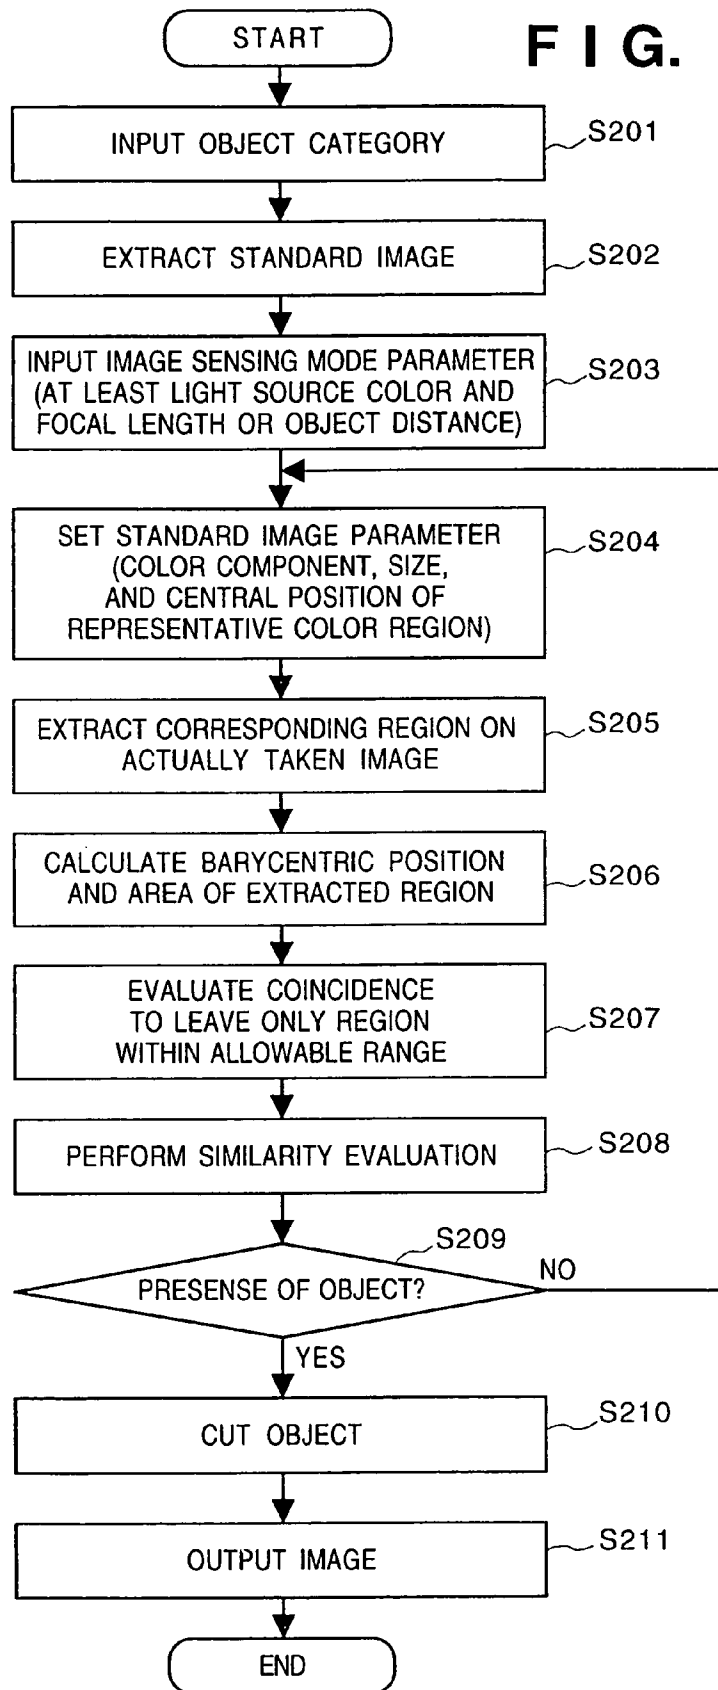 START
F I G.
INPUT OBJECT CATEGORY
S201
EXTRACT STANDARD IMAGE
S202
INPUT IMAGE SENSING MODE PARAMETER
(AT LEAST LIGHT SOURCE COLOR AND
FOCAL LENGTH OR OBJECT DISTANCE)
S203
SET STANDARD IMAGE PARAMETER
(COLOR COMPONENT, SIZE,
AND CENTRAL POSITION OF
REPRESENTATIVE COLOR REGION)
S204
EXTRACT CORRESPONDING REGION ON
ACTUALLY TAKEN IMAGE
S205
CALCULATE BARYCENTRIC POSITION
AND AREA OF EXTRACTED REGION
S206
EVALUATE COINCIDENCE
TO LEAVE ONLY REGION
WITHIN ALLOWABLE RANGE
S207
PERFORM SIMILARITY EVALUATION
S208
S209
PRESENSE OF OBJECT?
NO
YES
CUT OBJECT
S210
OUTPUT IMAGE
S211
END